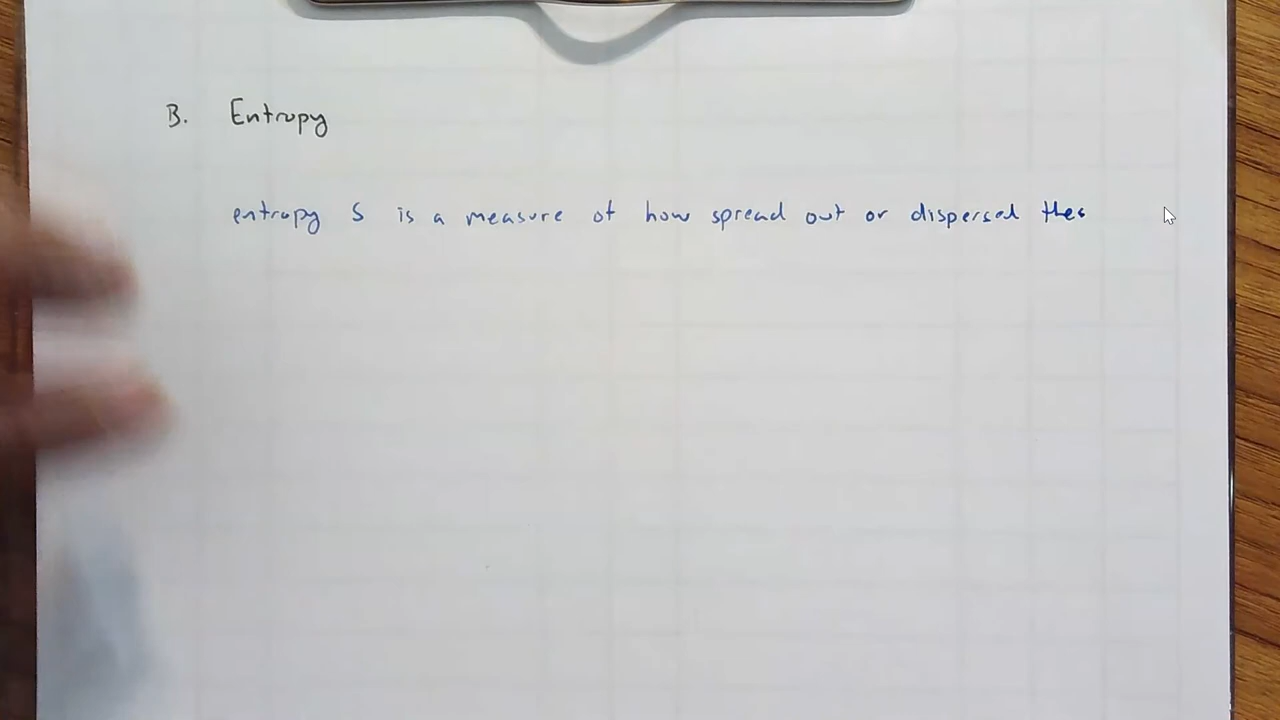 B. Entropy
entropy S is a measure of how spread out or dispersed the